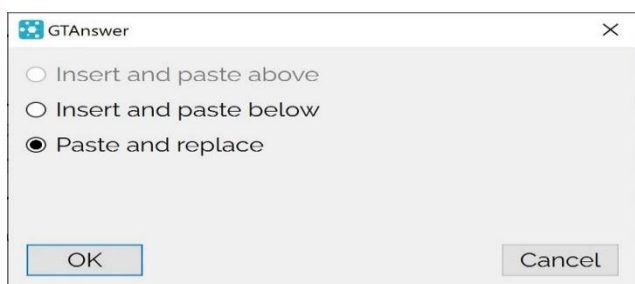 GTAnswer
Insert and paste above
Insert and paste below
Paste and replace
OK
Cancel